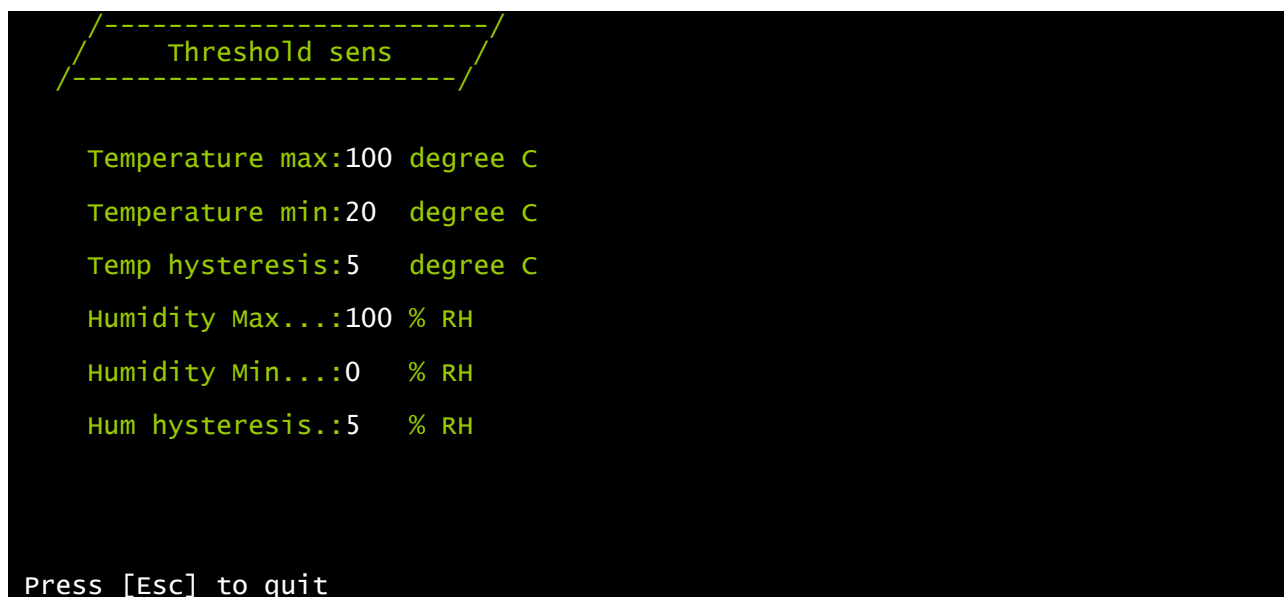 /------------------------/
/ Threshold sens /
/------------------------/
Temperature max:100 degree C
Temperature min:20 degree C
Temp hysteresis:5 degree C
Humidity Max...:100 % RH
Humidity Min...:0 % RH
Hum hysteresis.:5 % RH
Press [Esc] to quit